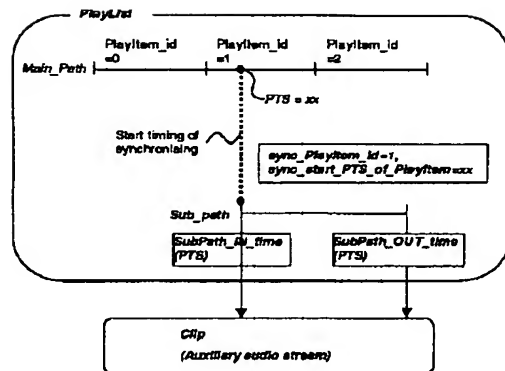 PlayList
PlayItem_id
=0
PlayItem_id
=1
PlayItem_id
=2
Main_Path
PTS = xx
Start timing of
synchronising
sync_PlayItem_id=1,
sync_start_PTS_of_PlayItem=xx
Sub_path
SubPath_IN_time
(PTS)
SubPath_OUT_time
(PTS)
Clip
(Auxiliary audio stream)